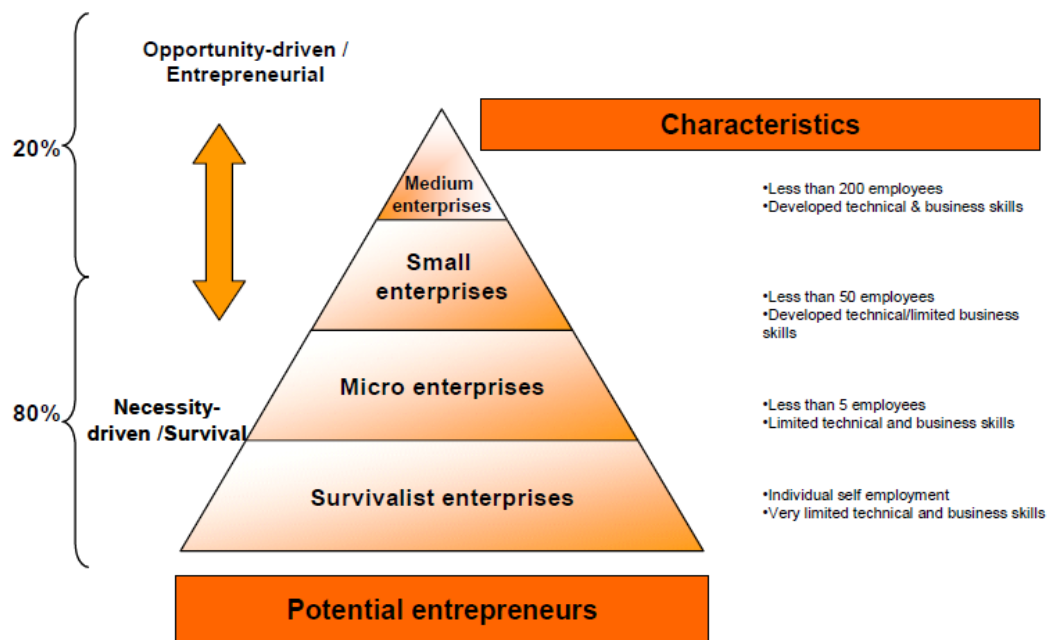 Opportunity-driven /
Entrepreneurial
Characteristics
20%
Medium
enterprises
•Less than 200 employees
•Developed technical & business skills
Small
enterprises
•Less than 50 employees
•Developed technical/limited business
skills
Micro enterprises
80%
Necessity-
driven /Survival
•Less than 5 employees
•Limited technical and business skills
Survivalist enterprises
•Individual self employment
•Very limited technical and business skills
Potential entrepreneurs